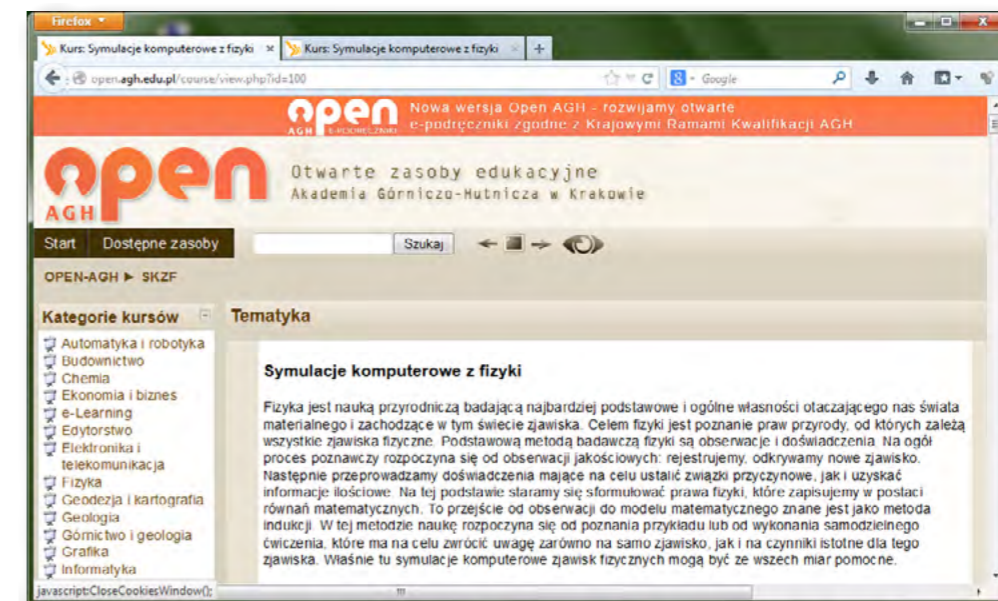 Firefox
Kurs: Symulacje komputerowe z fizyki × Kurs: Symulacje komputerowe z fizyki × +
open.agh.edu.pl/course/view.php?id=100
Google
open AGH E-PODRĘCZNIKI
Nowa wersja Open AGH - rozwijamy otwarte
e-podręczniki zgodne z Krajowymi Ramami Kwalifikacji AGH
open AGH
Otwarte zasoby edukacyjne
Akademia Górniczo-Hutnicza w Krakowie
Start Dostępne zasoby Szukaj
OPEN-AGH ► SKZF
Kategorie kursów
Automatyka i robotyka
Budownictwo
Chemia
Ekonomia i biznes
e-Learning
Edytorstwo
Elektronika i
telekomunikacja
Fizyka
Geodezja i kartografia
Geologia
Górnictwo i geologia
Grafika
Informatyka
Tematyka
Symulacje komputerowe z fizyki
Fizyka jest nauką przyrodniczą badającą najbardziej podstawowe i ogólne własności otaczającego nas świata
materialnego i zachodzące w tym świecie zjawiska. Celem fizyki jest poznanie praw przyrody, od których zależą
wszystkie zjawiska fizyczne. Podstawową metodą badawczą fizyki są obserwacje i doświadczenia. Na ogół
proces poznawczy rozpoczyna się od obserwacji jakościowych: rejestrujemy, odkrywamy nowe zjawisko.
Następnie przeprowadzamy doświadczenia mające na celu ustalić związki przyczynowe, jak i uzyskać
informacje ilościowe. Na tej podstawie staramy się sformułować prawa fizyki, które zapisujemy w postaci
równań matematycznych. To przejście od obserwacji do modelu matematycznego znane jest jako metoda
indukcji. W tej metodzie naukę rozpoczyna się od poznania przykładu lub od wykonania samodzielnego
ćwiczenia, które ma na celu zwrócić uwagę zarówno na samo zjawisko, jak i na czynniki istotne dla tego
zjawiska. Właśnie tu symulacje komputerowe zjawisk fizycznych mogą być ze wszech miar pomocne.
javascript:CloseCookiesWindow();